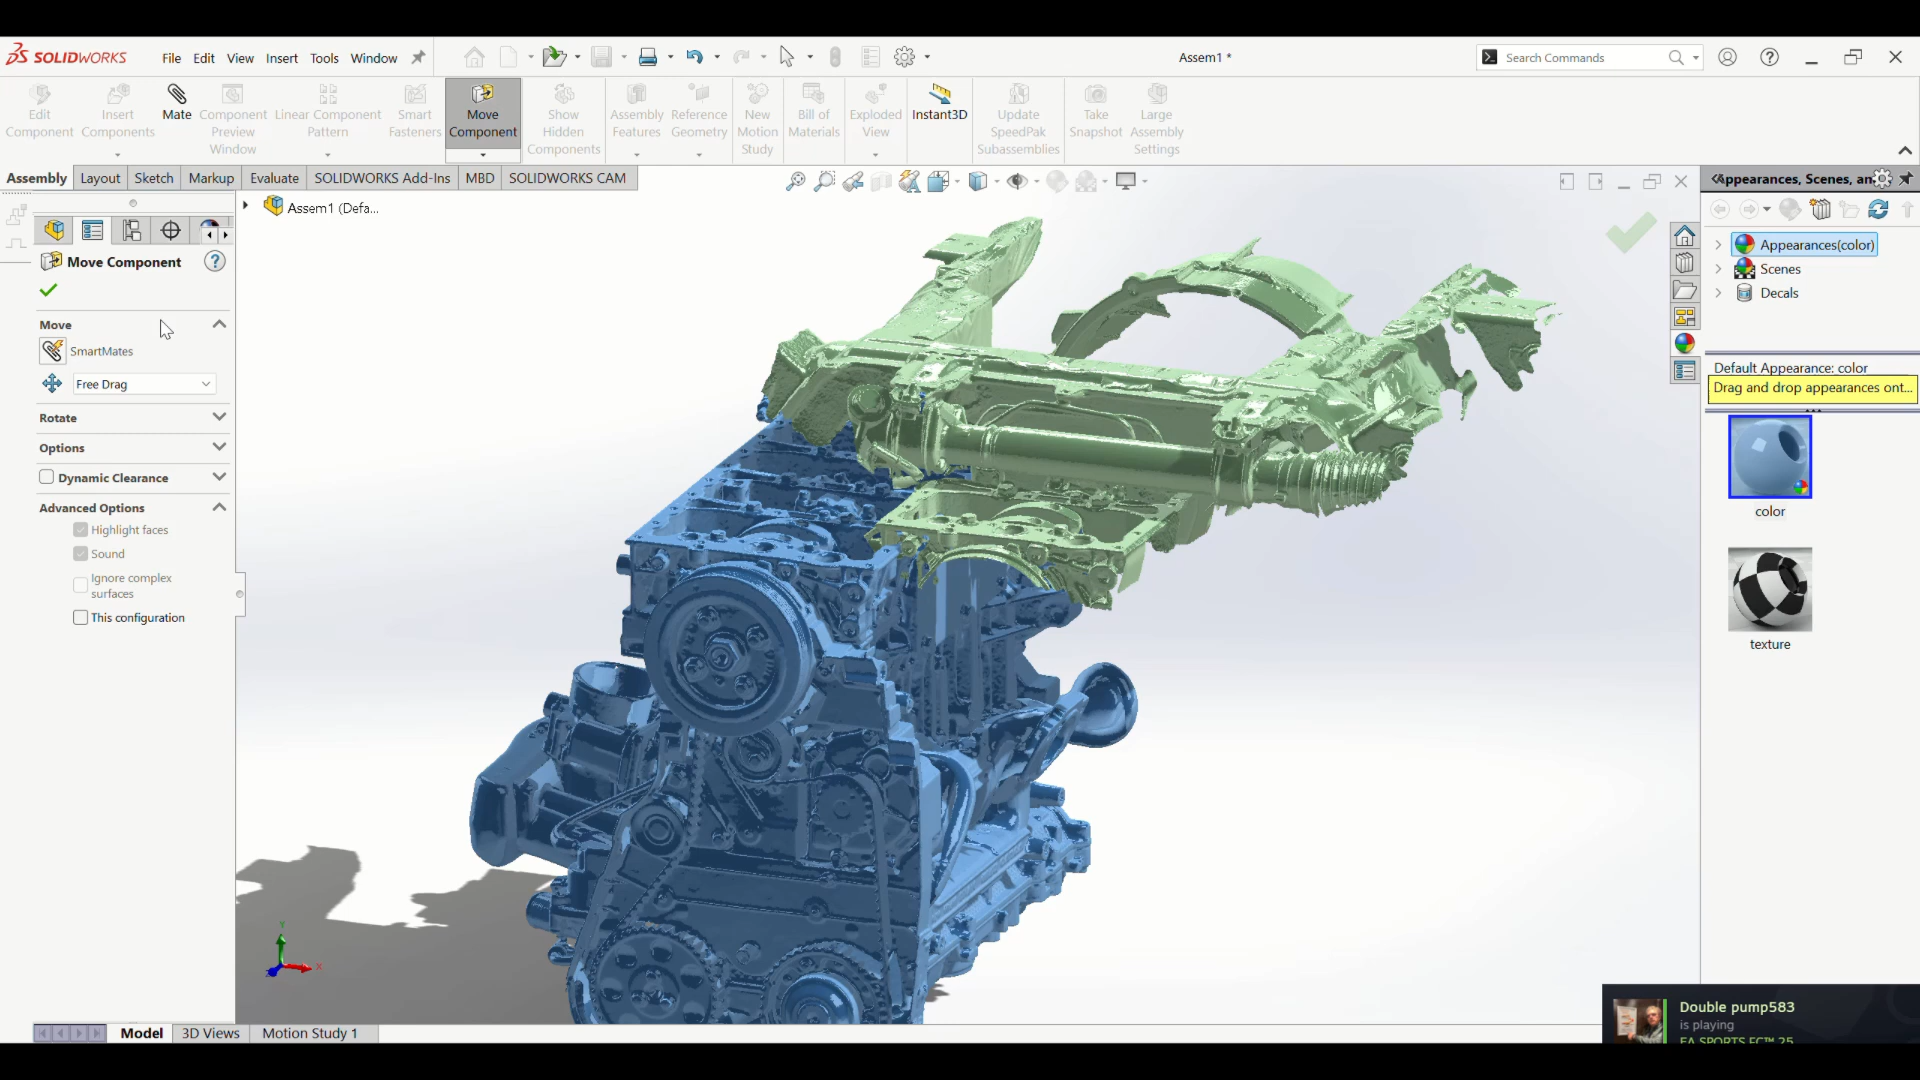 SOLIDWORKS File Edit View Insert Tools Window
Assem1 *
Search Commands
Edit Component
Insert Components
Mate
Component Preview Window
Linear Component Pattern
Smart Fasteners
Move Component
Show Hidden Components
Assembly Features
Reference Geometry
New Motion Study
Bill of Materials
Exploded View
Instant3D
Update SpeedPak Subassemblies
Take Snapshot
Large Assembly Settings
Assembly Layout Sketch Markup Evaluate SOLIDWORKS Add-Ins MBD SOLIDWORKS CAM
Assem1 (Defa...
Move Component
Move
SmartMates
Free Drag
Rotate
Options
Dynamic Clearance
Advanced Options
Highlight faces
Sound
Ignore complex
surfaces
This configuration
Y
X
Appearances, Scenes, an
Appearances(color)
Scenes
Decals
Default Appearance: color
Drag and drop appearances ont...
color
texture
Model 3D Views Motion Study 1
Double pump583
is playing
EA SPORTS FC™ 25